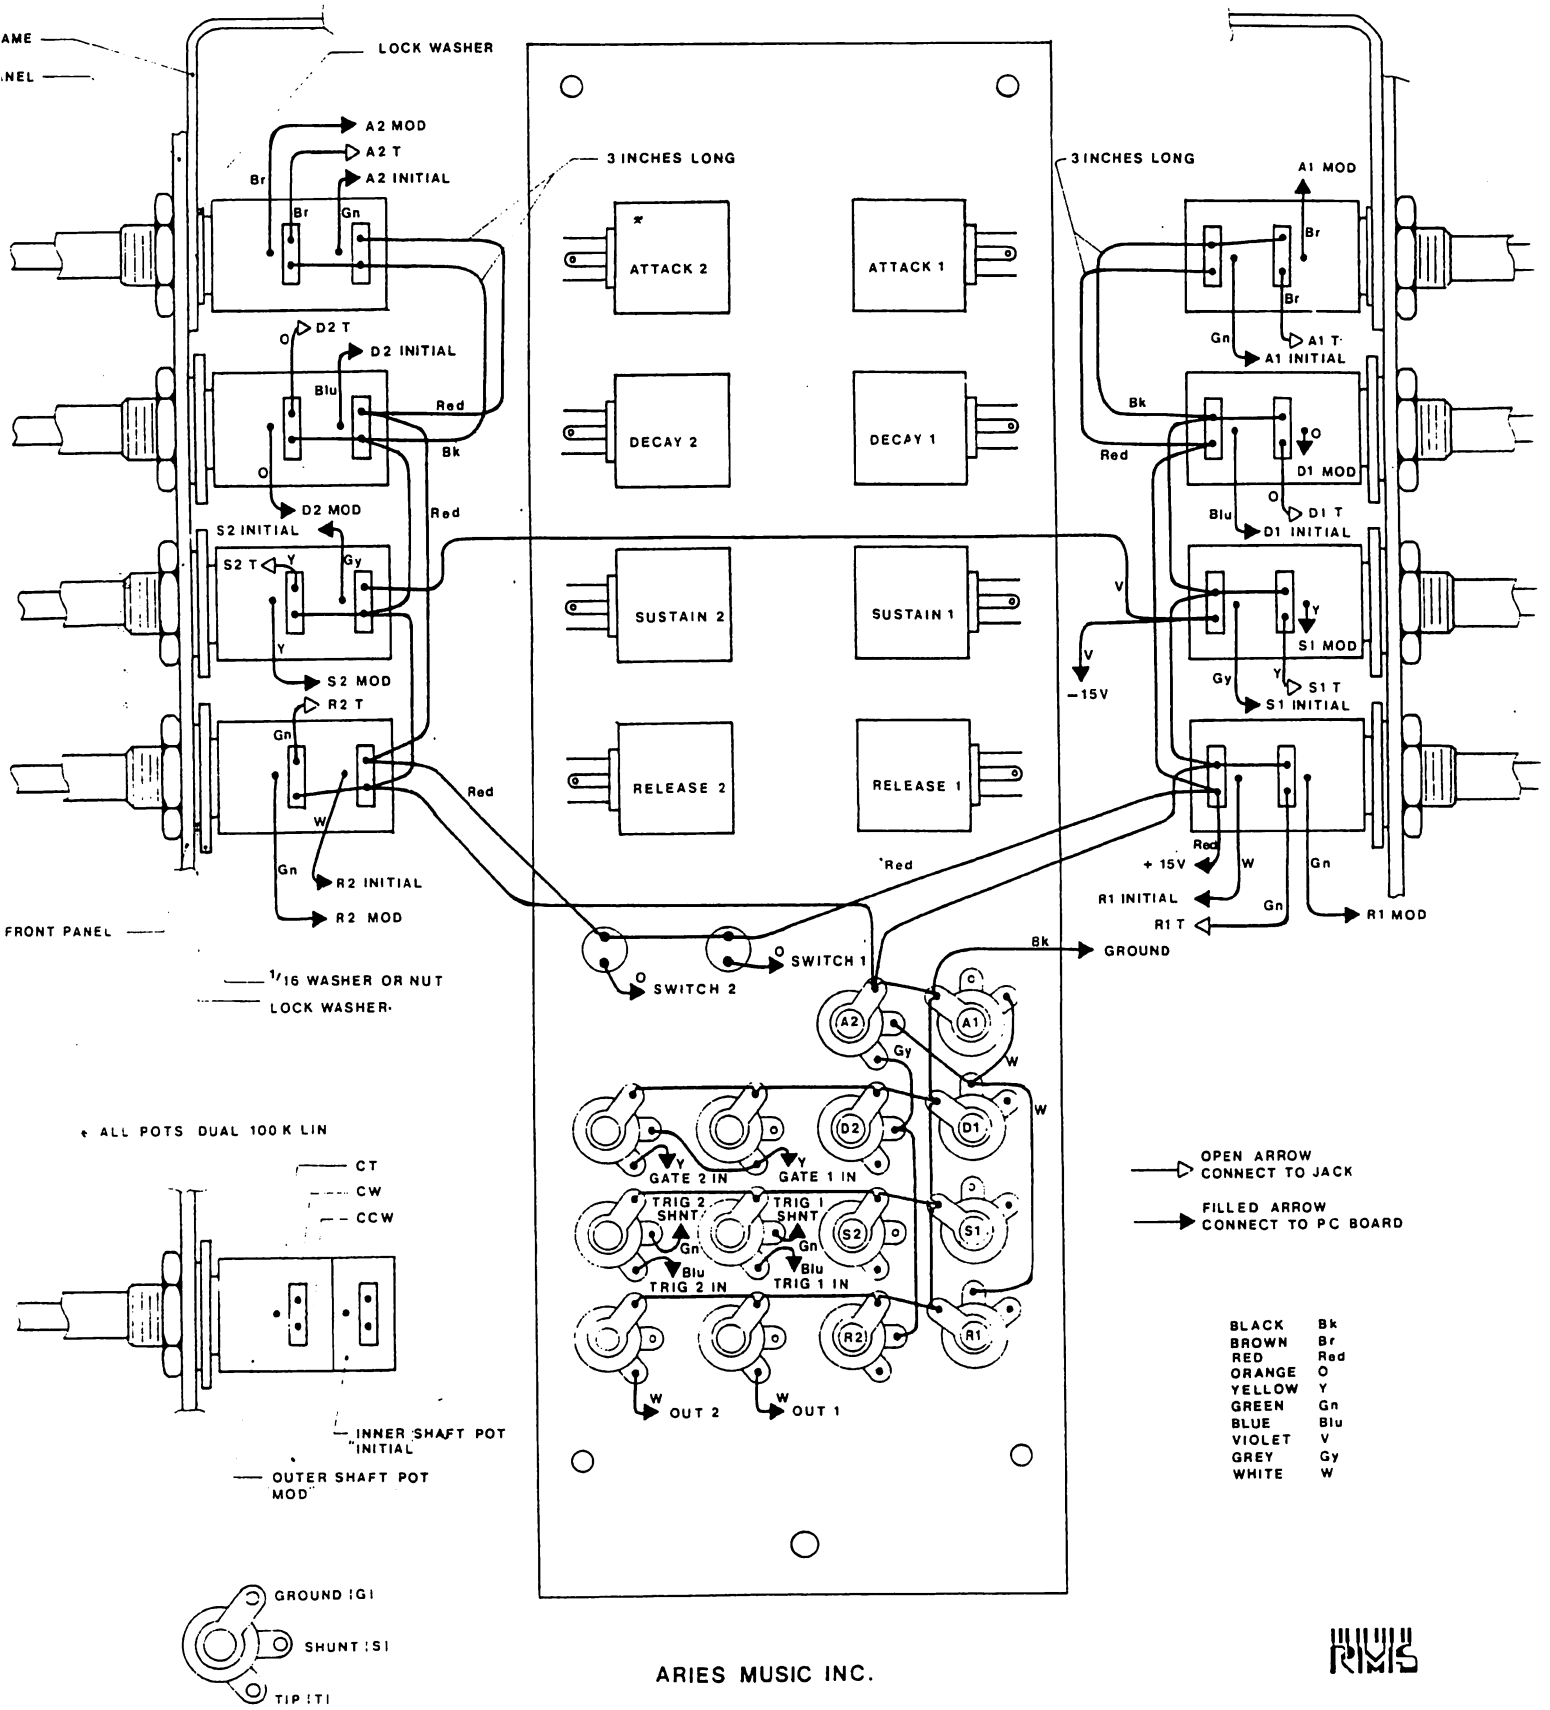 AME
LOCK WASHER
NEL
A2 MOD
A2 T
3 INCHES LONG
3 INCHES LONG
A2 INITIAL
A1 MOD
Br
Br
Gn
Br
*
ATTACK 2
ATTACK 1
Br
D2 T
O
D2 INITIAL
Gn
A1 T
A1 INITIAL
Blu
Red
Bk
DECAY 2
DECAY 1
O
Bk
Red
O
D1 MOD
D2 MOD
Red
O
Blu
D1 T
S2 INITIAL
D1 INITIAL
S2 T
Y
Gy
SUSTAIN 2
SUSTAIN 1
V
Y
S1 MOD
Y
V
S2 MOD
-15V
Gy
Y
S1 T
R2 T
S1 INITIAL
Gn
RELEASE 2
RELEASE 1
Red
W
Gn
R2 INITIAL
R2 MOD
Red
Red
+ 15V
W
Gn
R1 INITIAL
Gn
R1 T
R1 MOD
FRONT PANEL
Bk
GROUND
O
SWITCH 1
O
SWITCH 2
1/16 WASHER OR NUT
LOCK WASHER
A2
A1
Gy
W
W
D2
D1
ALL POTS DUAL 100 K LIN
Y
GATE 2 IN
Y
GATE 1 IN
CT
CW
CCW
TRIG 2
SHNT
TRIG 1
SHNT
S2
S1
Gn
Gn
Blu
TRIG 2 IN
Blu
TRIG 1 IN
R2
R1
W
OUT 2
W
OUT 1
OPEN ARROW
CONNECT TO JACK
FILLED ARROW
CONNECT TO PC BOARD
BLACK Bk
BROWN Br
RED Red
ORANGE O
YELLOW Y
GREEN Gn
BLUE Blu
VIOLET V
GREY Gy
WHITE W
INNER SHAFT POT
"INITIAL
OUTER SHAFT POT
MOD"
GROUND [G]
SHUNT [S]
TIP [T]
ARIES MUSIC INC.
RMS